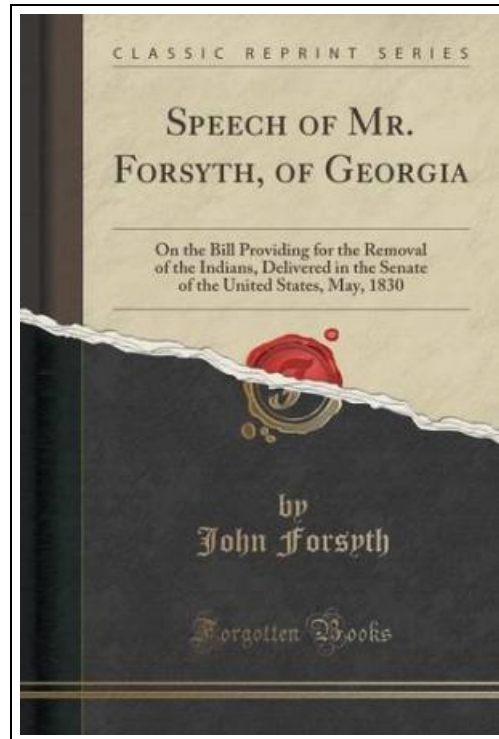 CLASSIC REPRINT SERIES
SPEECH OF MR.
FORSYTH, OF GEORGIA
On the Bill Providing for the Removal
of the Indians, Delivered in the Senate
of the United States, May, 1830
by
John Forsyth
Forgotten Books